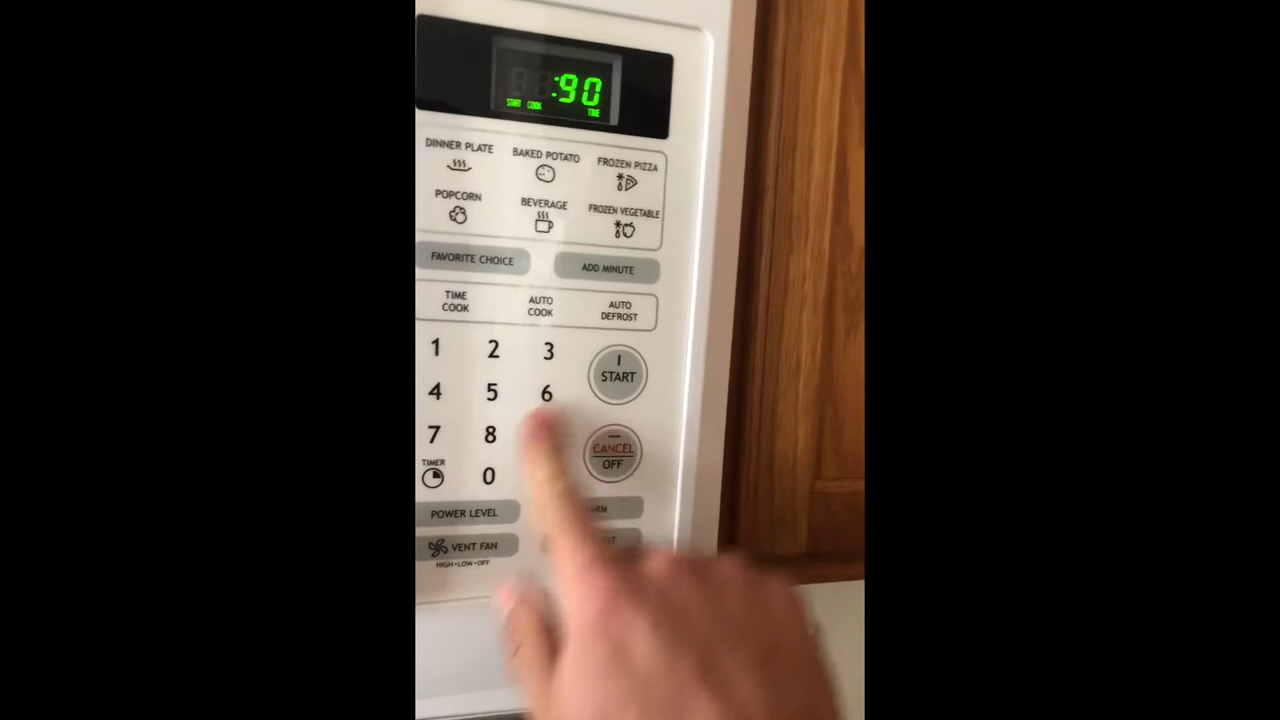 :90
START COOK TIME
DINNER PLATE
BAKED POTATO
FROZEN PIZZA
POPCORN
BEVERAGE
FROZEN VEGETABLE
FAVORITE CHOICE
ADD MINUTE
TIME
COOK
AUTO
COOK
AUTO
DEFROST
1 2 3
START
4 5 6
7 8
CANCEL
OFF
TIMER
0
POWER LEVEL
VENT FAN
HIGH•LOW•OFF